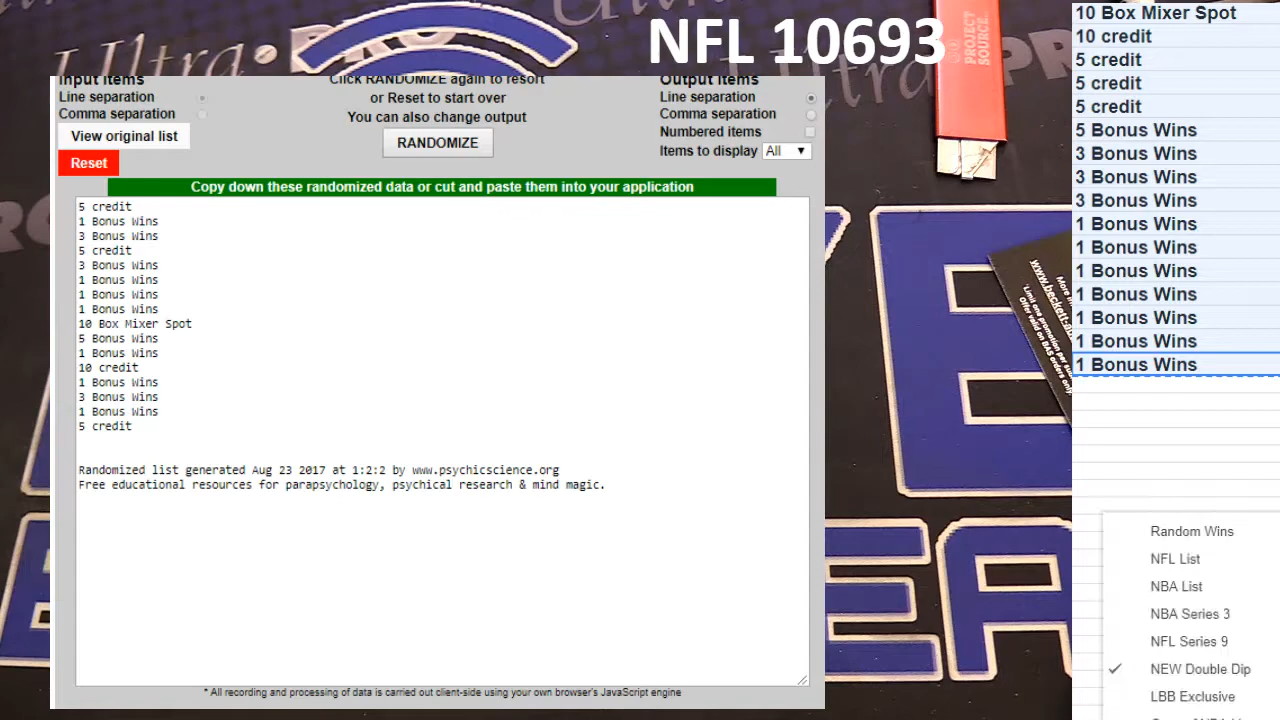 NFL 10693
Ultra PRO
PROJECT
SOURCE
Input Items
Line separation
Comma separation
View original list
Reset
Click RANDOMIZE again to resort
or Reset to start over
You can also change output
RANDOMIZE
Output Items
Line separation
Comma separation
Numbered items
Items to display All
Copy down these randomized data or cut and paste them into your application
5 credit
1 Bonus Wins
3 Bonus Wins
5 credit
3 Bonus Wins
1 Bonus Wins
1 Bonus Wins
1 Bonus Wins
10 Box Mixer Spot
5 Bonus Wins
1 Bonus Wins
10 credit
1 Bonus Wins
3 Bonus Wins
1 Bonus Wins
5 credit
Randomized list generated Aug 23 2017 at 1:2:2 by www.psychicscience.org
Free educational resources for parapsychology, psychical research & mind magic.
* All recording and processing of data is carried out client-side using your own browser's JavaScript engine
10 Box Mixer Spot
10 credit
5 credit
5 credit
5 credit
5 Bonus Wins
3 Bonus Wins
3 Bonus Wins
3 Bonus Wins
1 Bonus Wins
1 Bonus Wins
1 Bonus Wins
1 Bonus Wins
1 Bonus Wins
1 Bonus Wins
1 Bonus Wins
Random Wins
NFL List
NBA List
NBA Series 3
NFL Series 9
NEW Double Dip
LBB Exclusive